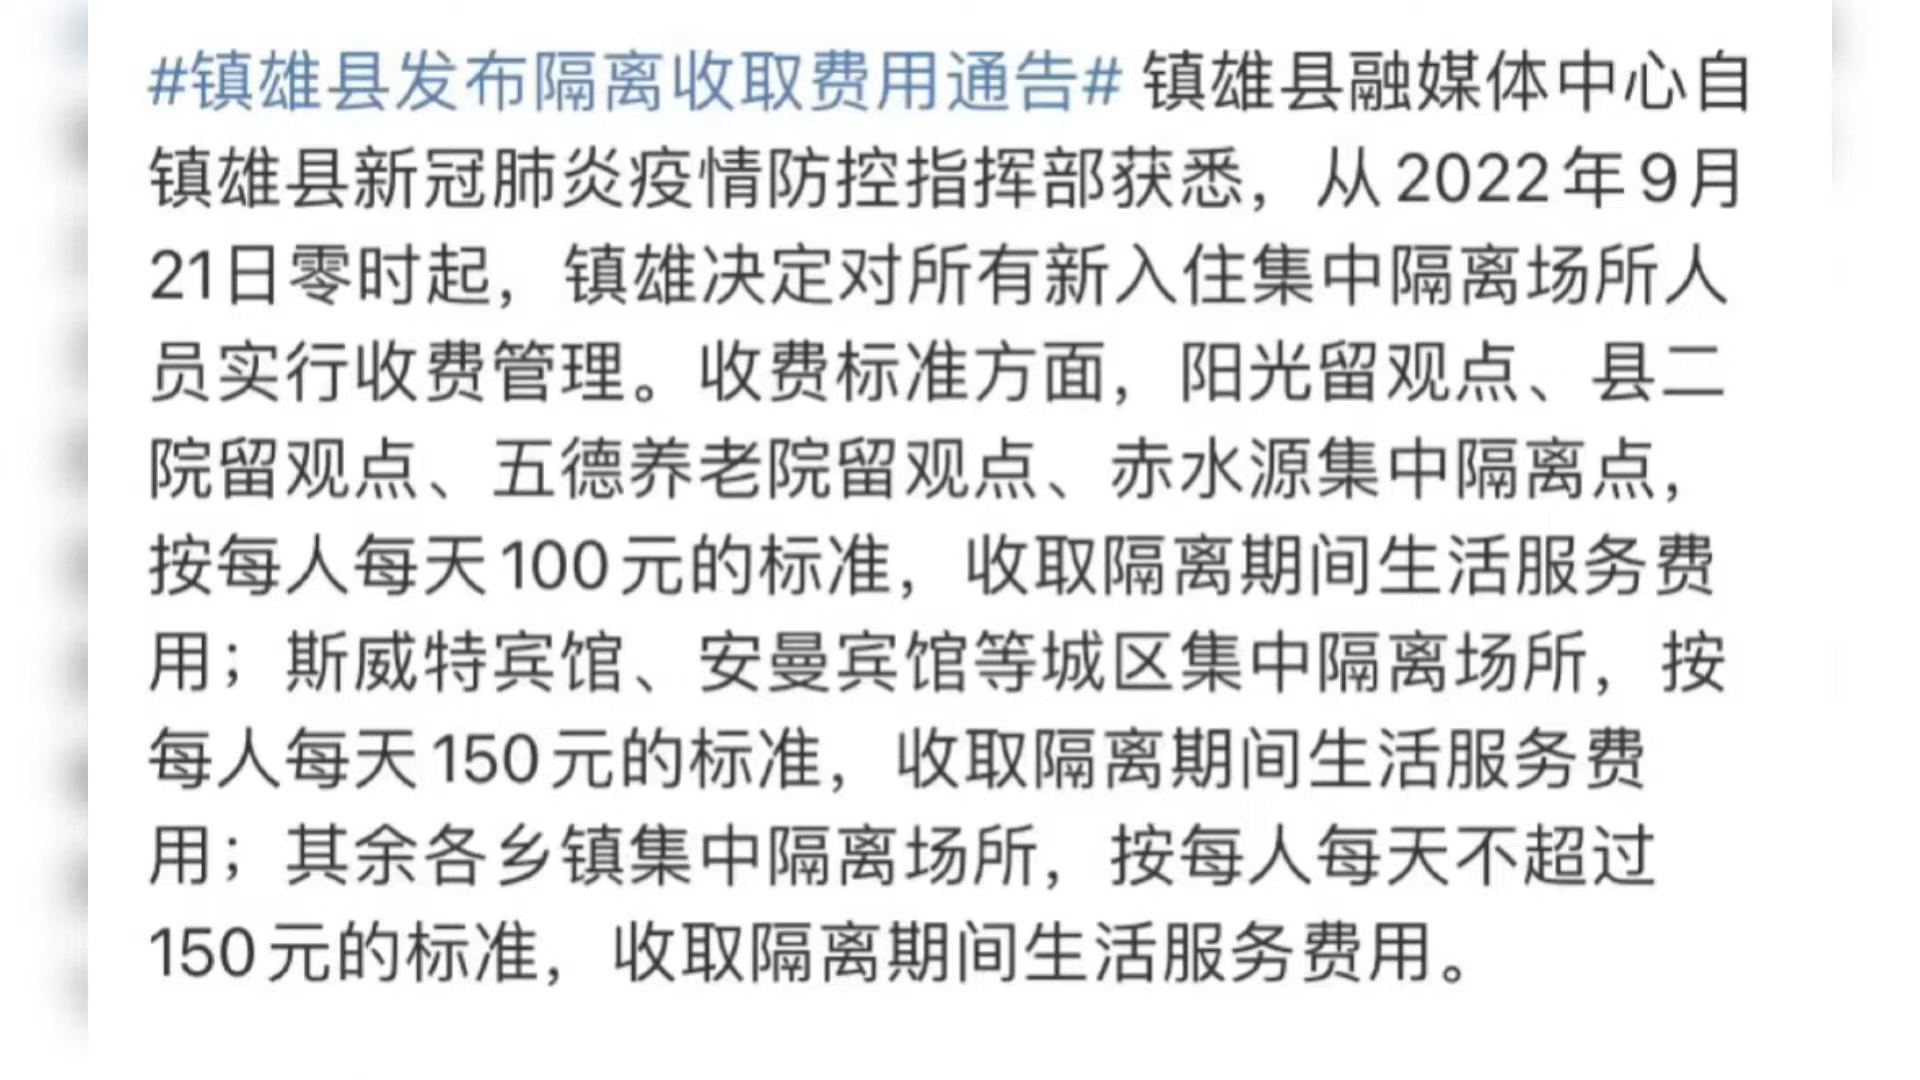 #镇雄县发布隔离收取费用通告# 镇雄县融媒体中心自
镇雄县新冠肺炎疫情防控指挥部获悉，从2022年9月
21日零时起，镇雄决定对所有新入住集中隔离场所人
员实行收费管理。收费标准方面，阳光留观点、县二
院留观点、五德养老院留观点、赤水源集中隔离点，
按每人每天100元的标准，收取隔离期间生活服务费
用；斯威特宾馆、安曼宾馆等城区集中隔离场所，按
每人每天150元的标准，收取隔离期间生活服务费
用；其余各乡镇集中隔离场所，按每人每天不超过
150元的标准，收取隔离期间生活服务费用。